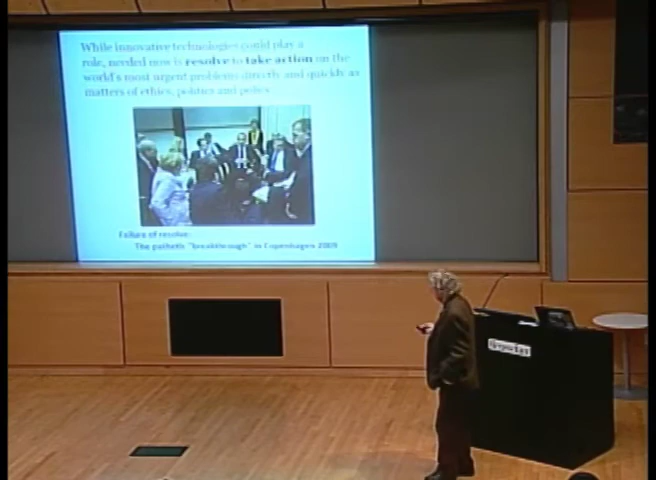 While innovative technologies could play a
role, needed now is resolve to take action on the
world's most urgent problems directly and quickly as
matters of ethics, politics and policy.
Failure of resolve:
The pathetic "breakthrough" in Copenhagen 2009